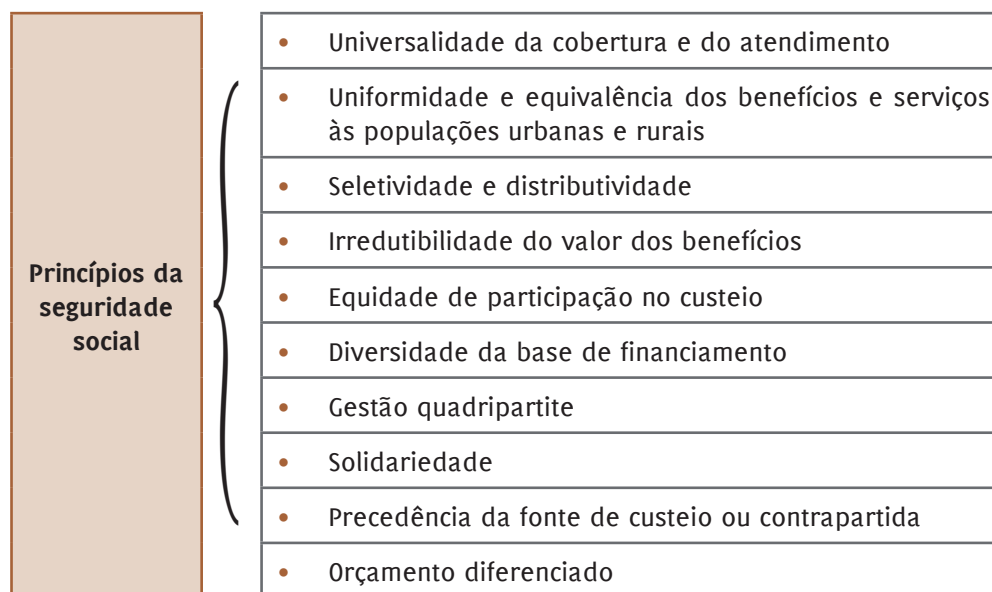 Princípios da
seguridade
social
• Universalidade da cobertura e do atendimento
• Uniformidade e equivalência dos benefícios e serviços
às populações urbanas e rurais
• Seletividade e distributividade
• Irredutibilidade do valor dos benefícios
• Equidade de participação no custeio
• Diversidade da base de financiamento
• Gestão quadripartite
• Solidariedade
• Precedência da fonte de custeio ou contrapartida
• Orçamento diferenciado